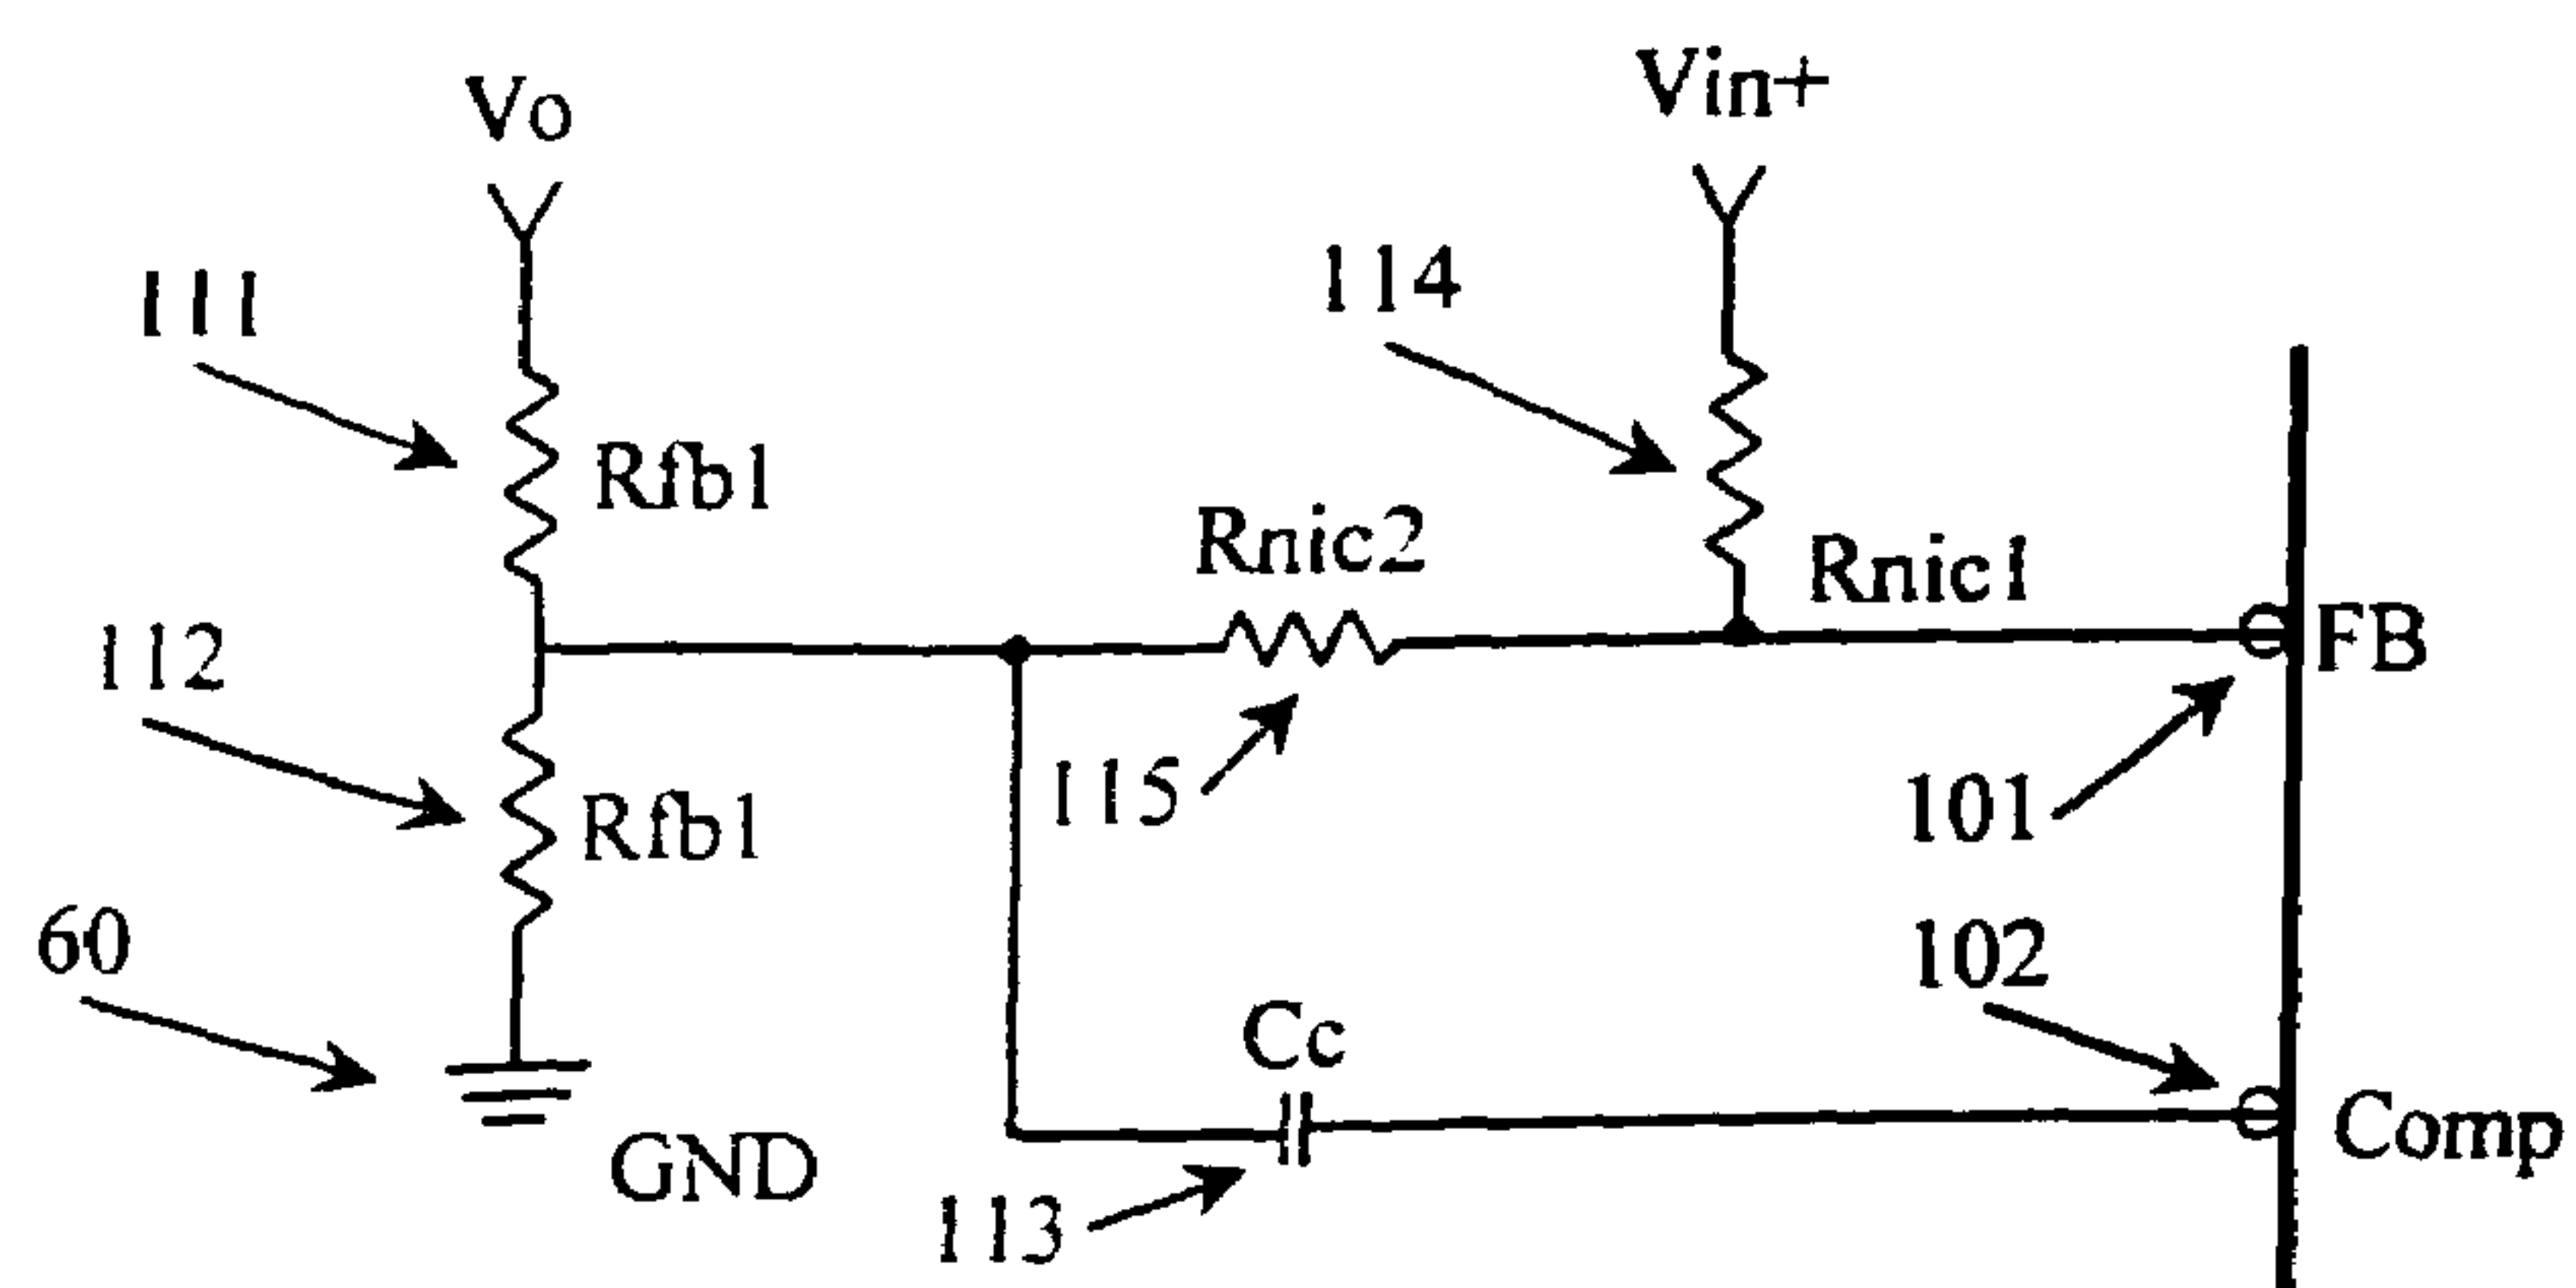 Vo
Vin+
111
114
Rfb1
Rnic2
Rnic1
FB
112
115
101
Rfb1
60
102
Cc
Comp
GND
113